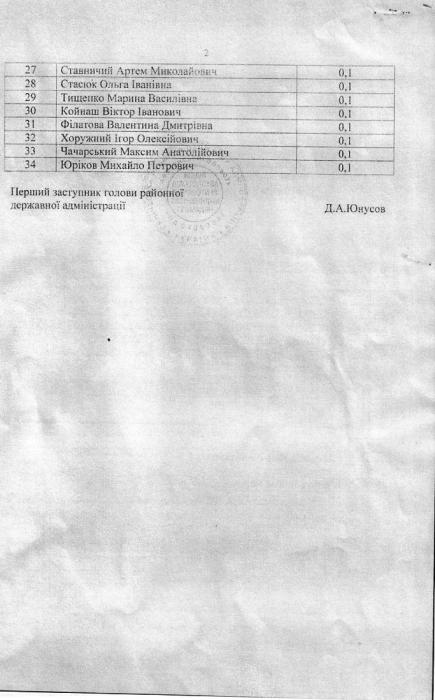 2
27 Ставничий Артем Миколайович 0,1
28 Стасюк Ольга Іванівна 0,1
29 Тищенко Марина Василівна 0,1
30 Койнаш Віктор Іванович 0,1
31 Філатова Валентина Дмитрівна 0,1
32 Хоружний Ігор Олексійович 0,1
33 Чачарський Максим Анатолійович 0,1
34 Юріков Михайло Петрович 0,1
Перший заступник голови районної
державної адміністрації Д.А.Юнусов